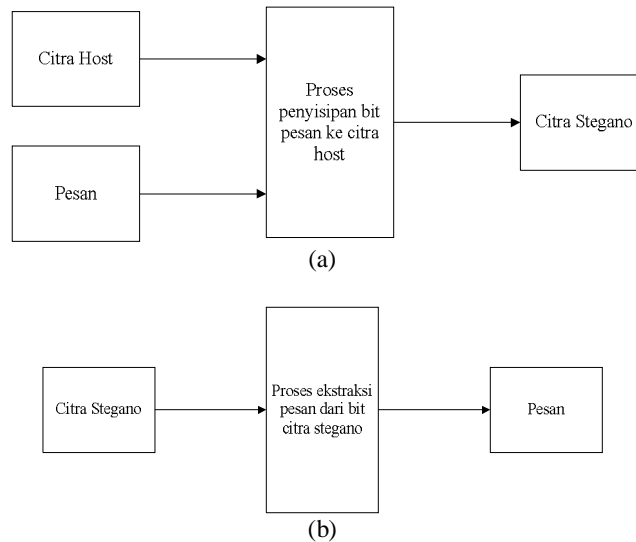 Citra Host
Pesan
Proses
penyisipan bit
pesan ke citra
host
Citra Stegano
(a)
Citra Stegano
Proses ekstraksi
pesan dari bit
citra stegano
Pesan
(b)